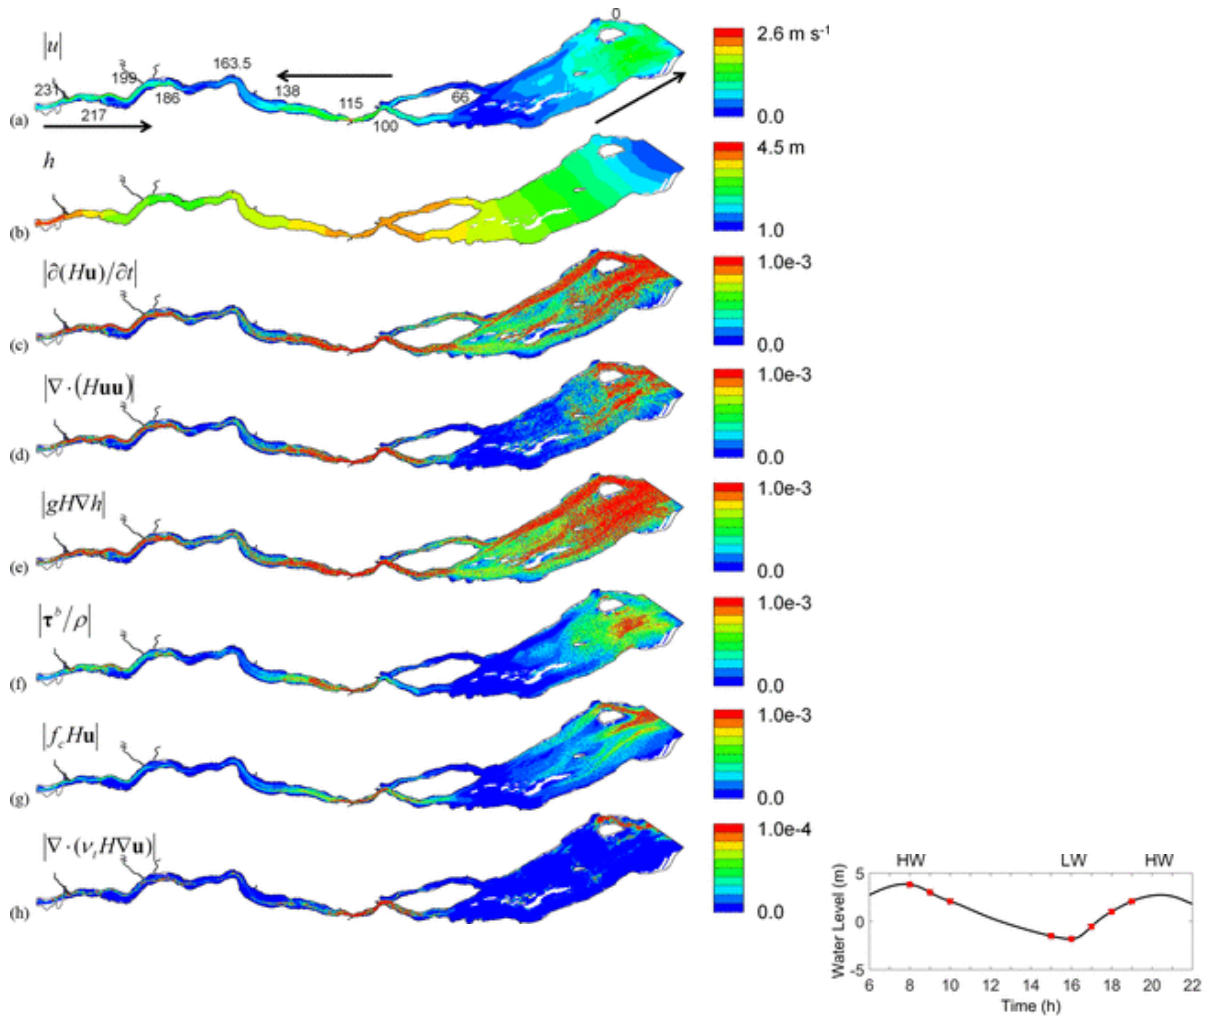 |u|
0
2.6 m s⁻¹
0.0
231
199
163.5
217
186
138
115
100
66
(a)
h
4.5 m
1.0
(b)
|∂(Hu)/∂t|
1.0e-3
0.0
(c)
|∇·(Huu)|
1.0e-3
0.0
(d)
|gH∇h|
1.0e-3
0.0
(e)
|τᵇ/ρ|
1.0e-3
0.0
(f)
|f_c Hu|
1.0e-3
0.0
(g)
|∇·(ν_t H∇u)|
1.0e-4
0.0
(h)
HW LW HW
Water Level (m)
5
0
-5
6 8 10 12 14 16 18 20 22
Time (h)